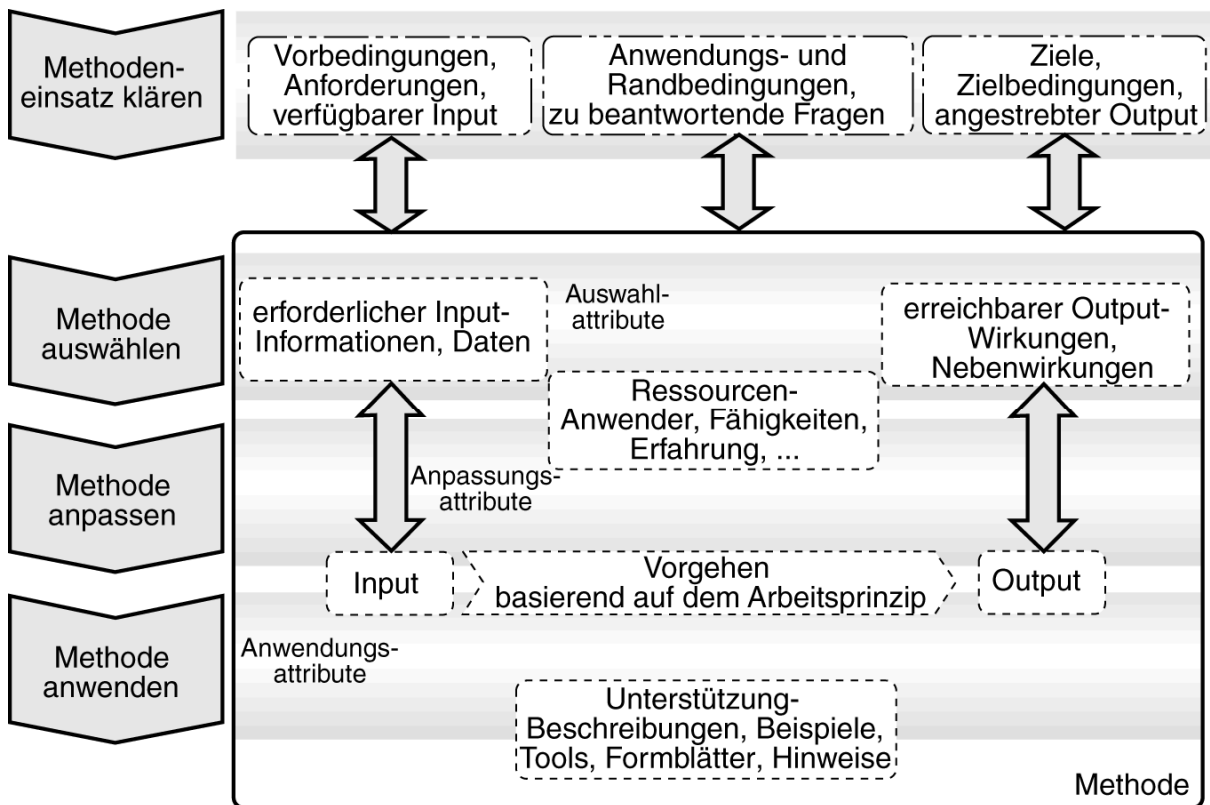 Methoden-
einsatz klären
Vorbedingungen,
Anforderungen,
verfügbarer Input
Anwendungs- und
Randbedingungen,
zu beantwortende Fragen
Ziele,
Zielbedingungen,
angestrebter Output
Methode
auswählen
erforderlicher Input-
Informationen, Daten
Auswahl-
attribute
erreichbarer Output-
Wirkungen,
Nebenwirkungen
Ressourcen-
Anwender, Fähigkeiten,
Erfahrung, ...
Methode
anpassen
Anpassungs-
attribute
Input
Vorgehen
basierend auf dem Arbeitsprinzip
Output
Methode
anwenden
Anwendungs-
attribute
Unterstützung-
Beschreibungen, Beispiele,
Tools, Formblätter, Hinweise
Methode